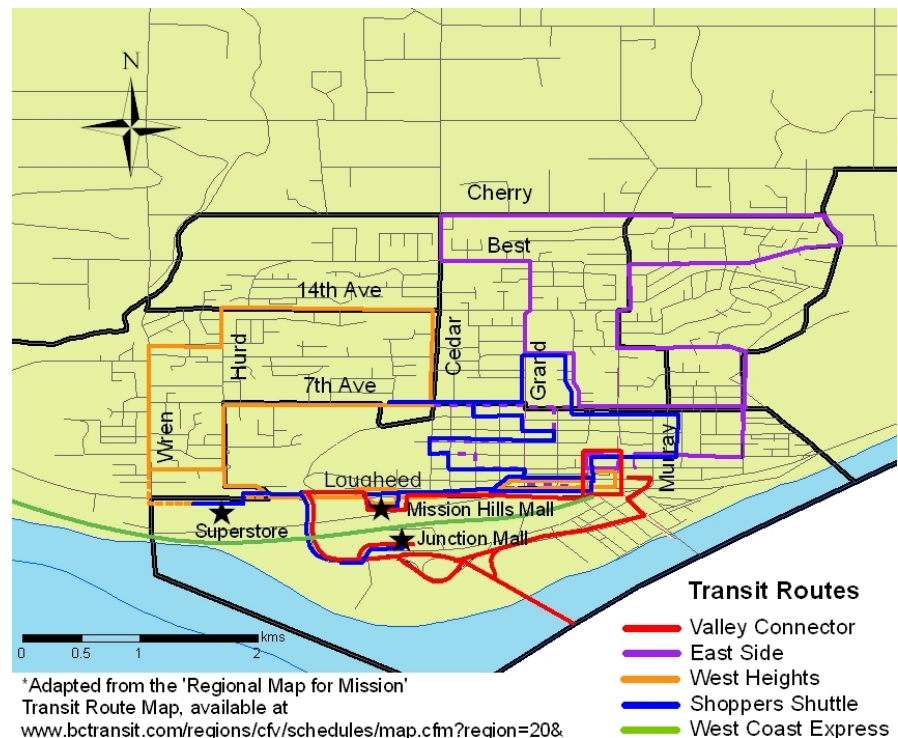 N
Cherry
Best
14th Ave
Hurd
Cedar
7th Ave
Grand
Wren
Murray
Lougheed
Mission Hills Mall
Superstore
Junction Mall
Transit Routes
Valley Connector
East Side
West Heights
Shoppers Shuttle
West Coast Express
kms
0 0.5 1 2
*Adapted from the 'Regional Map for Mission'
Transit Route Map, available at
www.bctransit.com/regions/cfv/schedules/map.cfm?region=20&